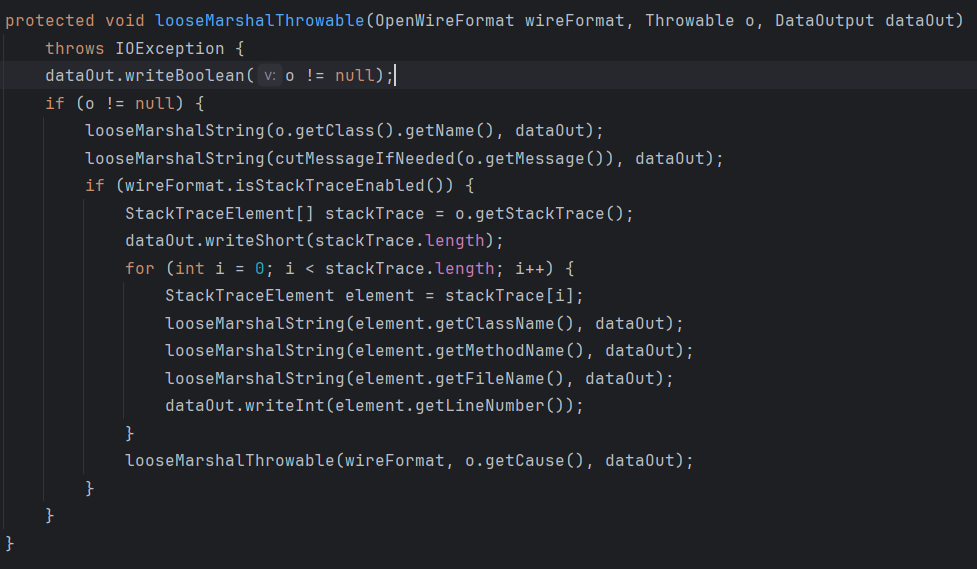 protected void looseMarshalThrowable(OpenWireFormat wireFormat, Throwable o, DataOutput dataOut)
    throws IOException {
    dataOut.writeBoolean( v: o != null);
    if (o != null) {
        looseMarshalString(o.getClass().getName(), dataOut);
        looseMarshalString(cutMessageIfNeeded(o.getMessage()), dataOut);
        if (wireFormat.isStackTraceEnabled()) {
            StackTraceElement[] stackTrace = o.getStackTrace();
            dataOut.writeShort(stackTrace.length);
            for (int i = 0; i < stackTrace.length; i++) {
                StackTraceElement element = stackTrace[i];
                looseMarshalString(element.getClassName(), dataOut);
                looseMarshalString(element.getMethodName(), dataOut);
                looseMarshalString(element.getFileName(), dataOut);
                dataOut.writeInt(element.getLineNumber());
            }
            looseMarshalThrowable(wireFormat, o.getCause(), dataOut);
        }
    }
}